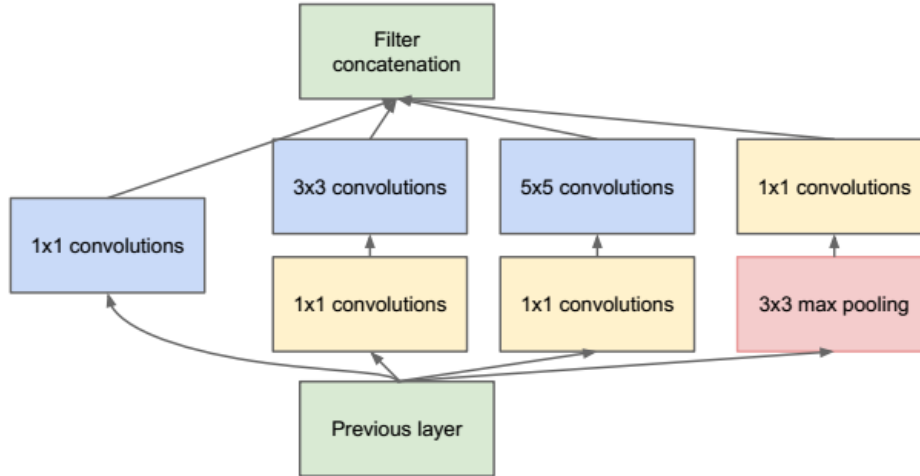 Filter
concatenation
3x3 convolutions
5x5 convolutions
1x1 convolutions
1x1 convolutions
1x1 convolutions
1x1 convolutions
3x3 max pooling
Previous layer